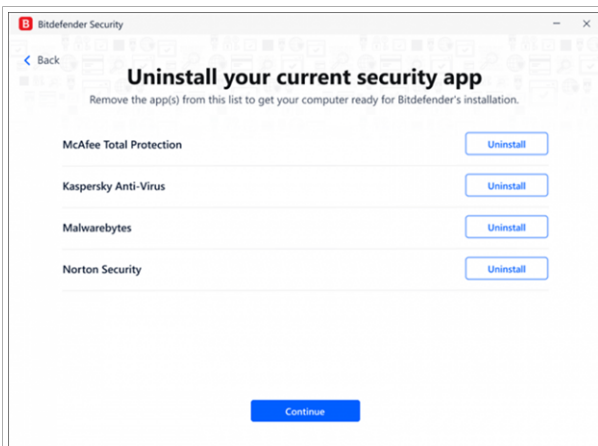 B Bitdefender Security
Back
Uninstall your current security app
Remove the app(s) from this list to get your computer ready for Bitdefender's installation.
McAfee Total Protection Uninstall
Kaspersky Anti-Virus Uninstall
Malwarebytes Uninstall
Norton Security Uninstall
Continue